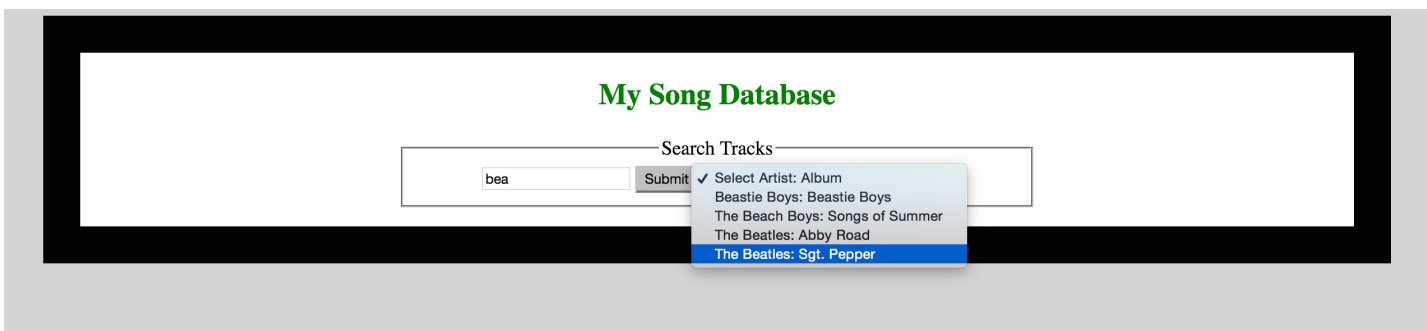 My Song Database
Search Tracks
bea Submit ✓ Select Artist: Album
Beastie Boys: Beastie Boys
The Beach Boys: Songs of Summer
The Beatles: Abby Road
The Beatles: Sgt. Pepper